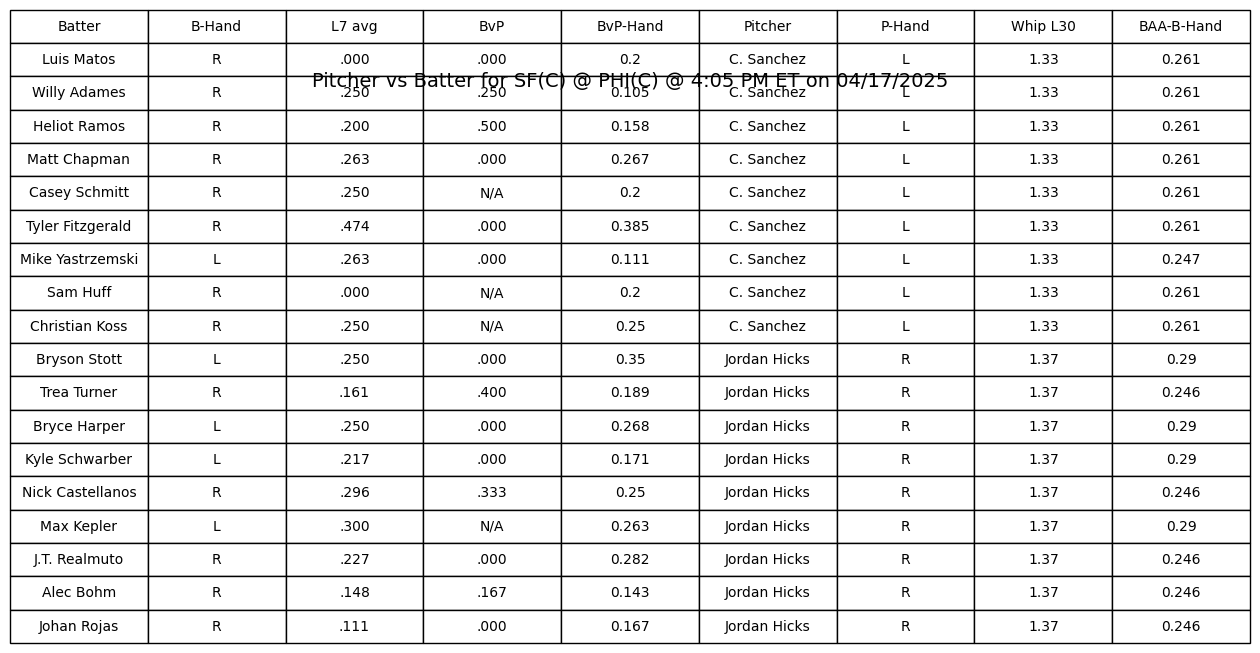 Batter B-Hand L7 avg BvP BvP-Hand Pitcher P-Hand Whip L30 BAA-B-Hand
Luis Matos R .000 .000 0.2 C. Sanchez L 1.33 0.261
Pitcher vs Batter for SF(C) @ PHI(C) @ 4:05 PM ET on 04/17/2025
Willy Adames R .250 .250 0.105 C. Sanchez L 1.33 0.261
Heliot Ramos R .200 .500 0.158 C. Sanchez L 1.33 0.261
Matt Chapman R .263 .000 0.267 C. Sanchez L 1.33 0.261
Casey Schmitt R .250 N/A 0.2 C. Sanchez L 1.33 0.261
Tyler Fitzgerald R .474 .000 0.385 C. Sanchez L 1.33 0.261
Mike Yastrzemski L .263 .000 0.111 C. Sanchez L 1.33 0.247
Sam Huff R .000 N/A 0.2 C. Sanchez L 1.33 0.261
Christian Koss R .250 N/A 0.25 C. Sanchez L 1.33 0.261
Bryson Stott L .250 .000 0.35 Jordan Hicks R 1.37 0.29
Trea Turner R .161 .400 0.189 Jordan Hicks R 1.37 0.246
Bryce Harper L .250 .000 0.268 Jordan Hicks R 1.37 0.29
Kyle Schwarber L .217 .000 0.171 Jordan Hicks R 1.37 0.29
Nick Castellanos R .296 .333 0.25 Jordan Hicks R 1.37 0.246
Max Kepler L .300 N/A 0.263 Jordan Hicks R 1.37 0.29
J.T. Realmuto R .227 .000 0.282 Jordan Hicks R 1.37 0.246
Alec Bohm R .148 .167 0.143 Jordan Hicks R 1.37 0.246
Johan Rojas R .111 .000 0.167 Jordan Hicks R 1.37 0.246